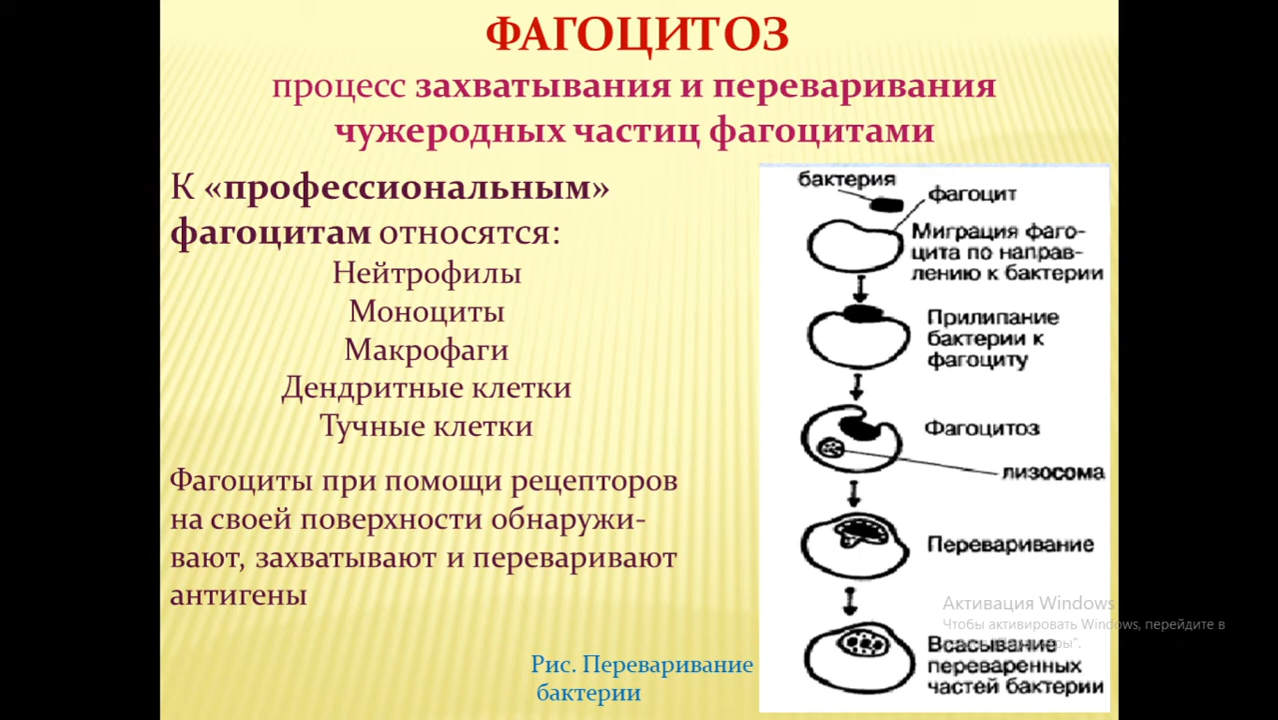 ФАГОЦИТОЗ
процесс захватывания и переваривания
чужеродных частиц фагоцитами
К «профессиональным»
фагоцитам относятся:
Нейтрофилы
Моноциты
Макрофаги
Дендритные клетки
Тучные клетки
Фагоциты при помощи рецепторов
на своей поверхности обнаружи-
вают, захватывают и переваривают
антигены
Рис. Переваривание
бактерии
бактерия
фагоцит
Миграция фаго-
цита по направ-
лению к бактерии
Прилипание
бактерии к
фагоциту
Фагоцитоз
лизосома
Переваривание
Всасывание
переваренных
частей бактерии
Активация Windows
Чтобы активировать Windows, перейдите в